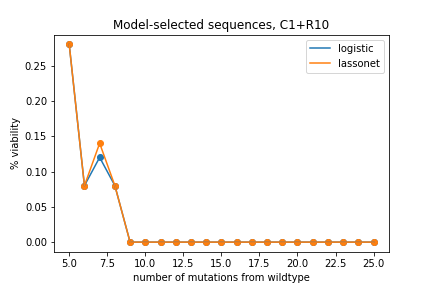 Model-selected sequences, C1+R10
logistic
lassonet
% viability
0.25
0.20
0.15
0.10
0.05
0.00
5.0 7.5 10.0 12.5 15.0 17.5 20.0 22.5 25.0
number of mutations from wildtype